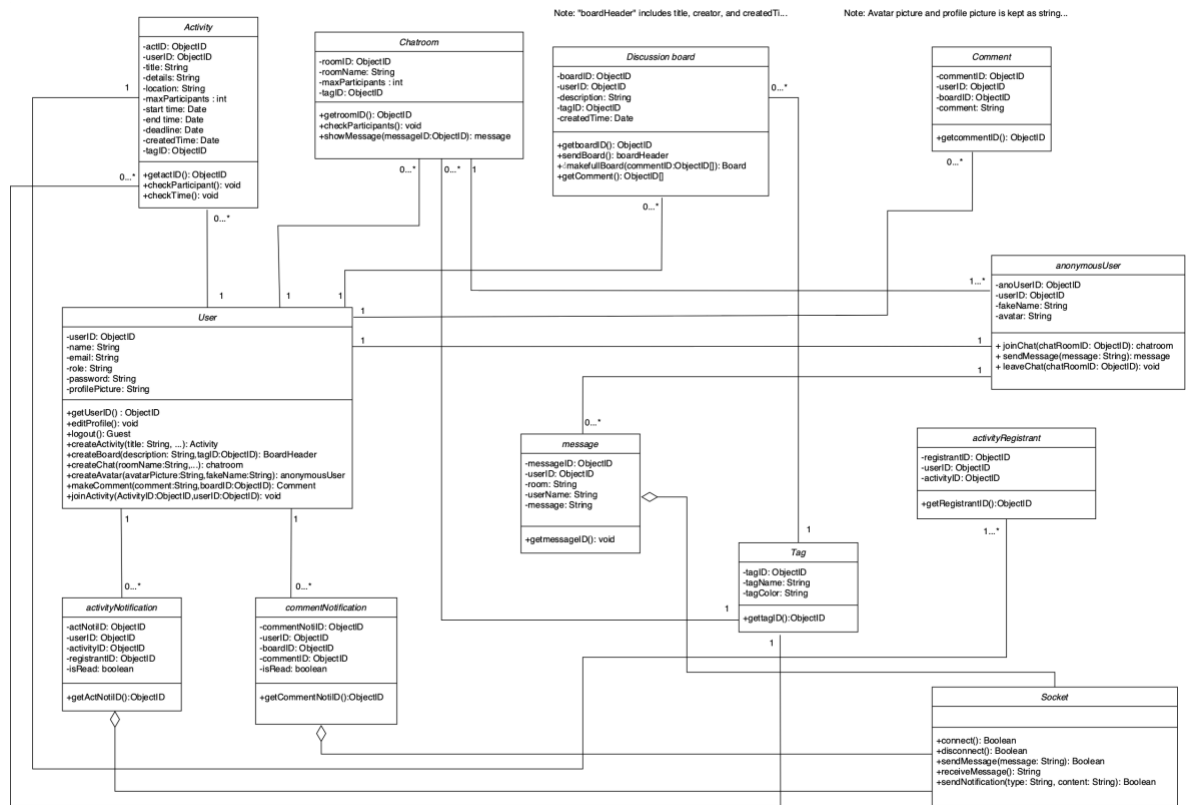 Note: "boardHeader" includes title, creator, and createdTi...
Note: Avatar picture and profile picture is kept as string...
Activity
-actID: ObjectID
-userID: ObjectID
-title: String
-details: String
-location: String
-maxParticipants : int
-start time: Date
-end time: Date
-deadline: Date
-createdTime: Date
-tagID: ObjectID
+getactID(): ObjectID
+checkParticipant(): void
+checkTime(): void
Chatroom
-roomID: ObjectID
-roomName: String
-maxParticipants : int
-tagID: ObjectID
+getroomID(): ObjectID
+checkParticipants(): void
+showMessage(messageID:ObjectID): message
Discussion board
-boardID: ObjectID
-userID: ObjectID
-description: String
-tagID: ObjectID
-createdTime: Date
+getboardID(): ObjectID
+sendBoard(): boardHeader
+makefullBoard(commentID:ObjectID[]): Board
+getComment(): ObjectID[]
Comment
-commentID: ObjectID
-userID: ObjectID
-boardID: ObjectID
-comment: String
+getcommentID(): ObjectID
1
0...*
0...*
0...*
0...*
1
0...*
0...*
0...*
1
1
1
1...*
1
1
1
1
anonymousUser
-anoUserID: ObjectID
-userID: ObjectID
-fakeName: String
-avatar: String
+ joinChat(chatRoomID: ObjectID): chatroom
+ sendMessage(message: String): message
+ leaveChat(chatRoomID: ObjectID): void
User
-userID: ObjectID
-name: String
-email: String
-role: String
-password: String
-profilePicture: String
+getUserID() : ObjectID
+editProfile(): void
+logout(): Guest
+createActivity(title: String, ...): Activity
+createBoard(description: String,tagID:ObjectID): BoardHeader
+createChat(roomName:String,...): chatroom
+createAvatar(avatarPicture:String,fakeName:String): anonymousUser
+makeComment(comment:String,boardID:ObjectID): Comment
+joinActivity(ActivityID:ObjectID,userID:ObjectID): void
0...*
message
-messageID: ObjectID
-userID: ObjectID
-room: String
-userName: String
-message: String
+getmessageID(): void
activityRegistrant
-registrantID: ObjectID
-userID: ObjectID
-activityID: ObjectID
+getRegistrantID():ObjectID
1
1
1
1...*
Tag
-tagID: ObjectID
-tagName: String
-tagColor: String
+gettagID():ObjectID
1
1
0...*
0...*
activityNotification
-actNotiID: ObjectID
-userID: ObjectID
-activityID: ObjectID
-registrantID: ObjectID
-isRead: boolean
+getActNotiID():ObjectID
commentNotification
-commentNotiID: ObjectID
-userID: ObjectID
-boardID: ObjectID
-commentID: ObjectID
-isRead: boolean
+getCommentNotiID():ObjectID
Socket
+connect(): Boolean
+disconnect(): Boolean
+sendMessage(message: String): Boolean
+receiveMessage(): String
+sendNotification(type: String, content: String): Boolean